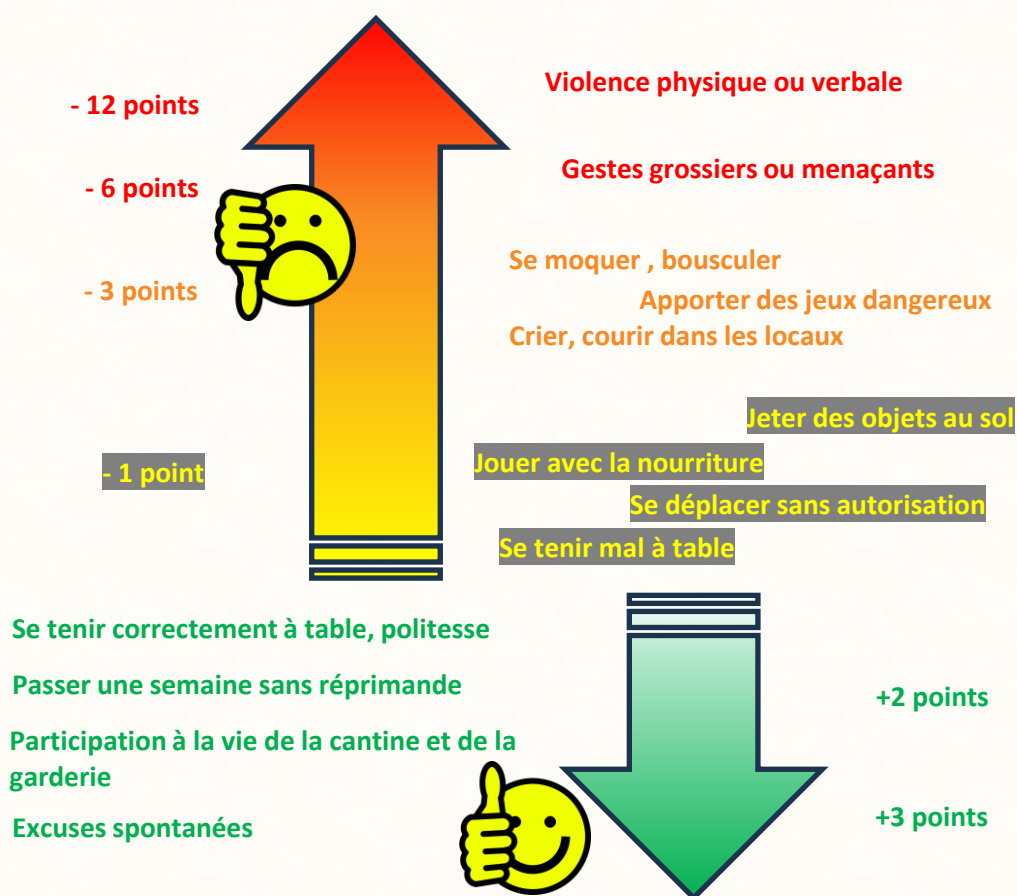 - 12 points
Violence physique ou verbale
- 6 points
Gestes grossiers ou menaçants
- 3 points
Se moquer , bousculer
Apporter des jeux dangereux
Crier, courir dans les locaux
- 1 point
Jeter des objets au sol
Jouer avec la nourriture
Se déplacer sans autorisation
Se tenir mal à table
Se tenir correctement à table, politesse
Passer une semaine sans réprimande
+2 points
Participation à la vie de la cantine et de la
garderie
Excuses spontanées
+3 points